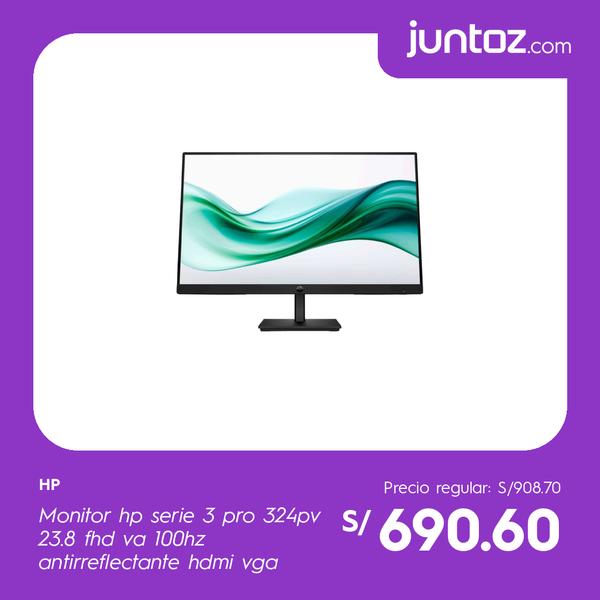 juntoz.com
HP
Monitor hp serie 3 pro 324pv
23.8 fhd va 100hz
antirreflectante hdmi vga
Precio regular: S/908.70
S/690.60